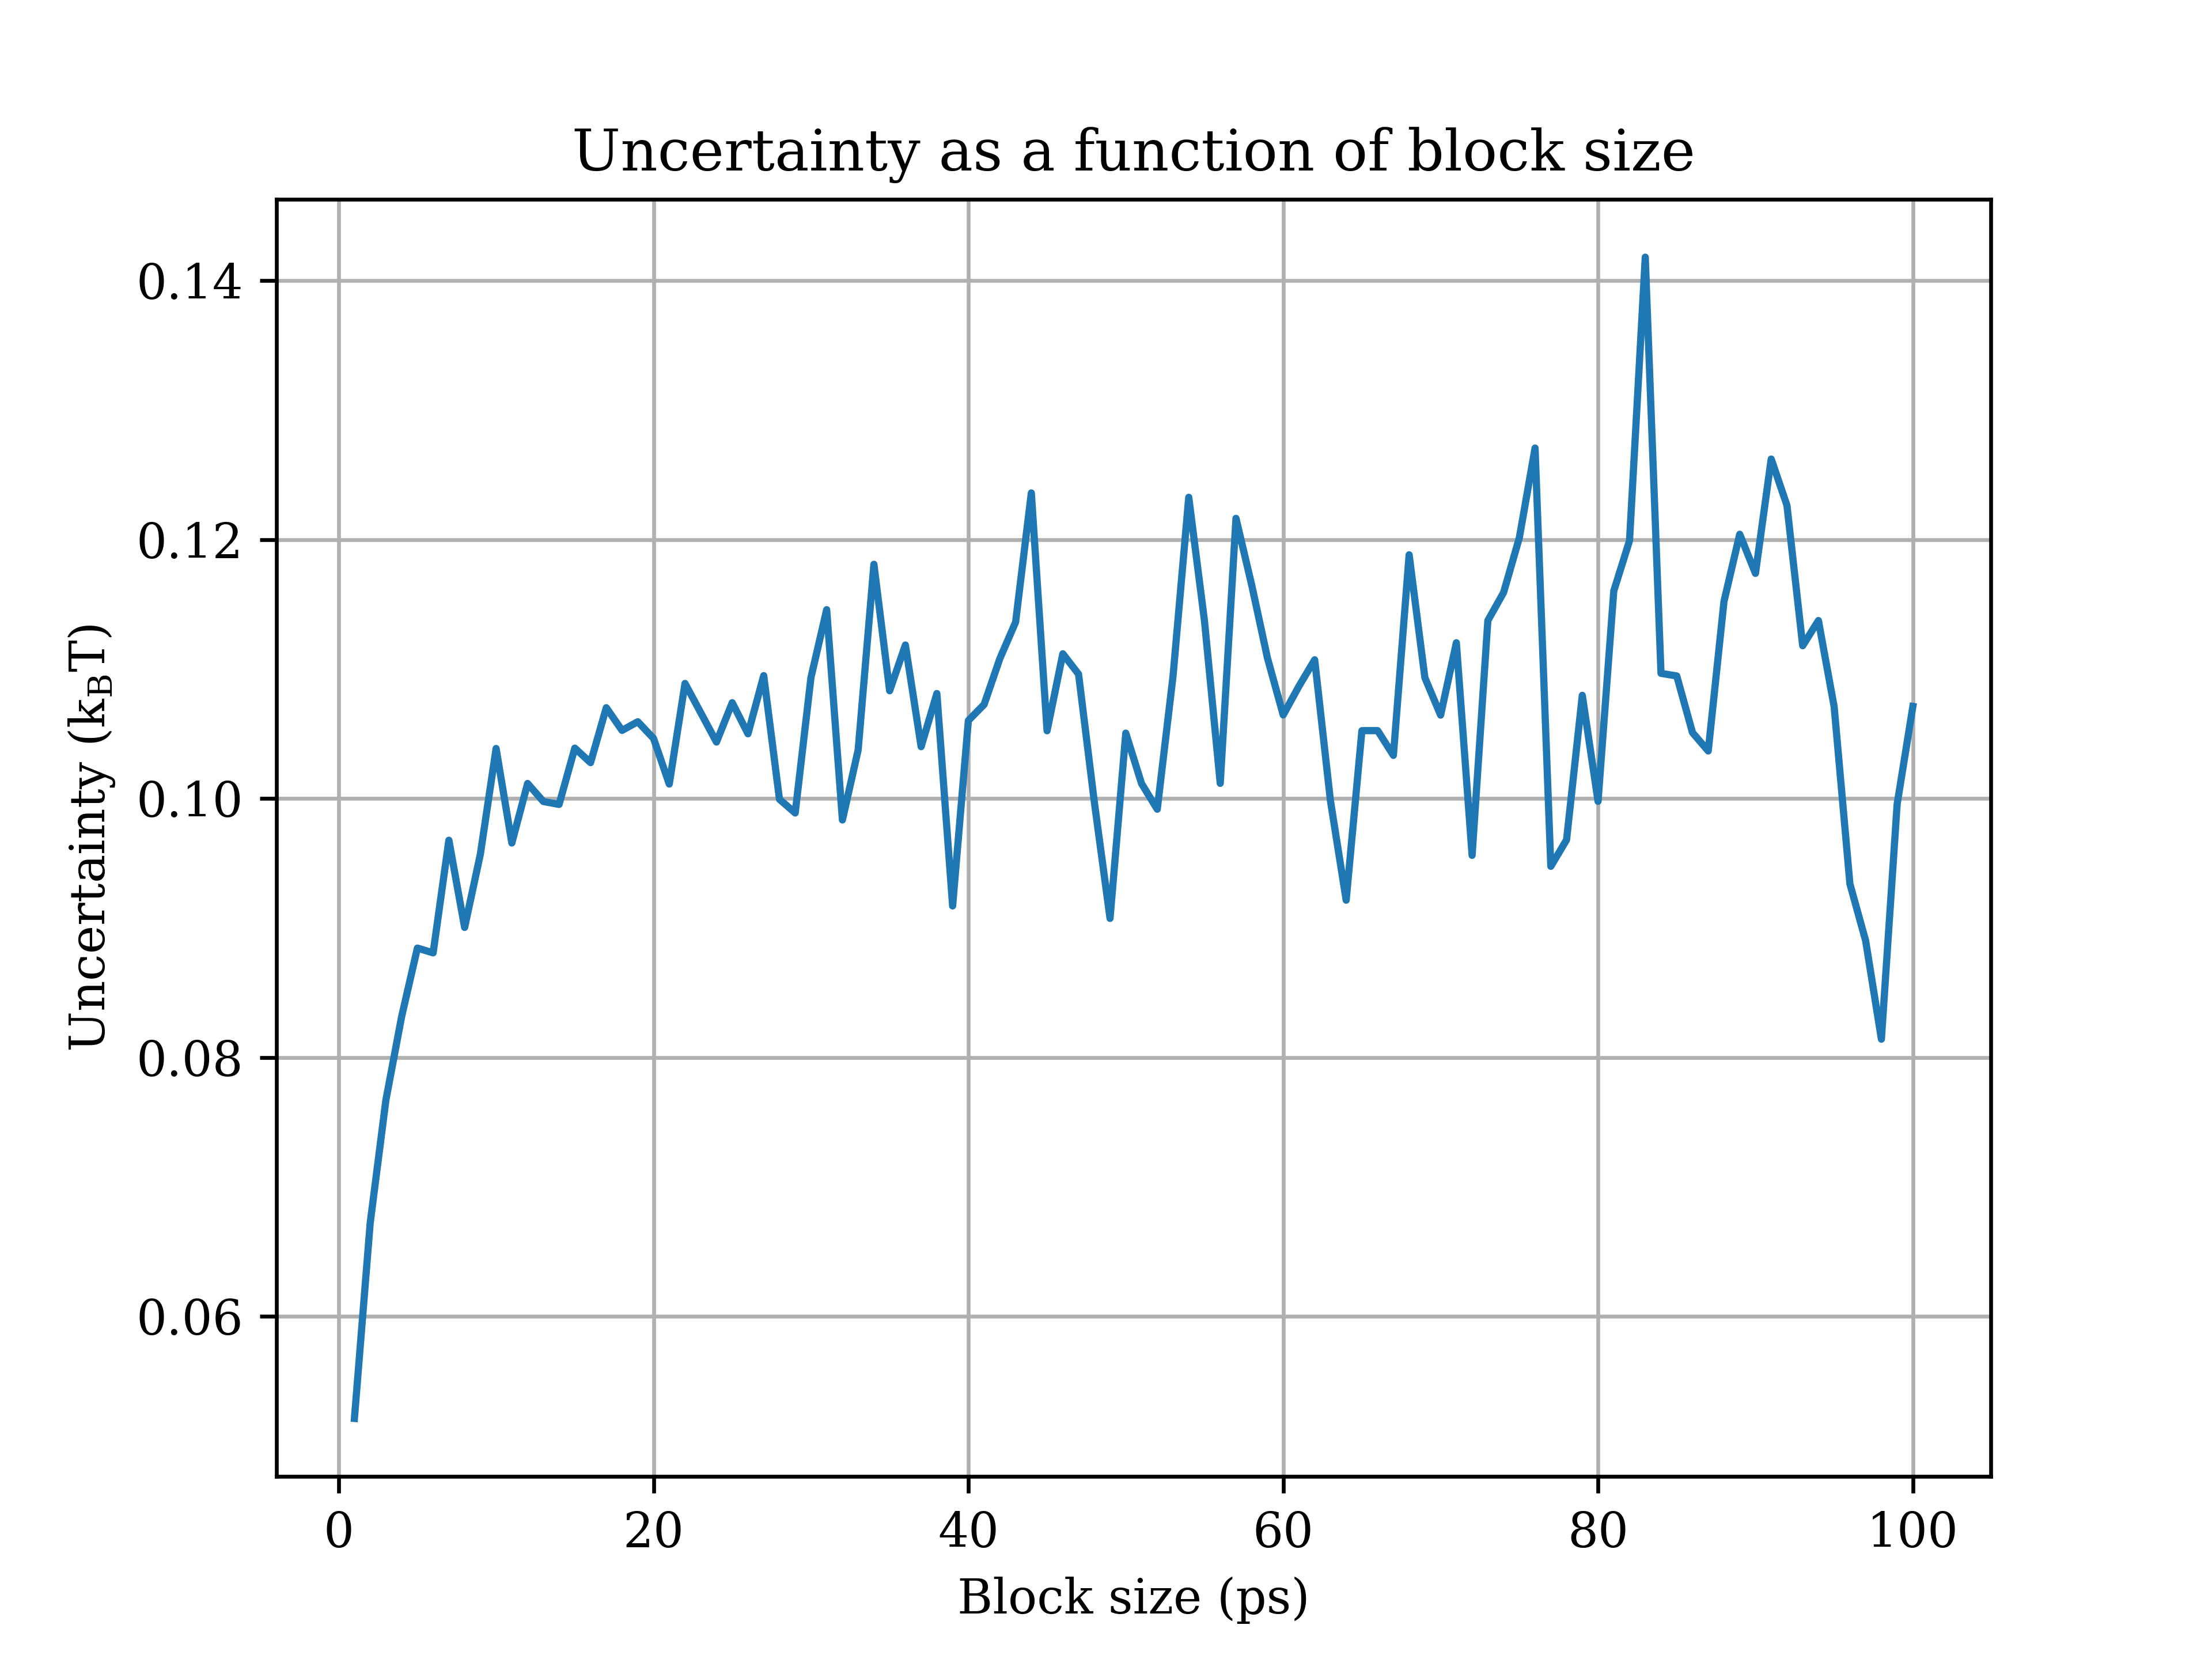 Uncertainty as a function of block size
0.14
0.12
0.10
0.08
0.06
Uncertainty (k_BT)
0 20 40 60 80 100
Block size (ps)